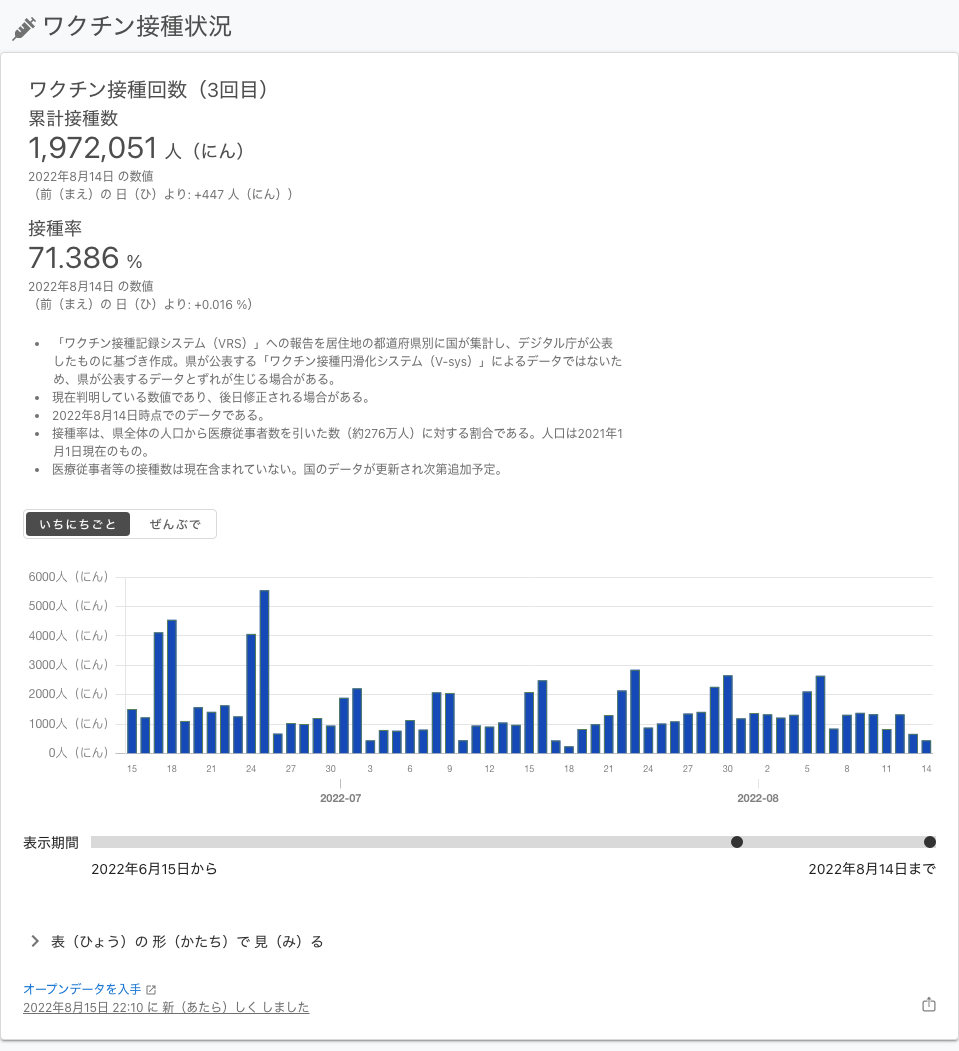 ワクチン接種状況
ワクチン接種回数（3回目）
累計接種数
1,972,051 人（にん）
2022年8月14日 の数値
（前（まえ）の 日（ひ）より: +447 人（にん））
接種率
71.386 %
2022年8月14日 の数値
（前（まえ）の 日（ひ）より: +0.016 %）
• 「ワクチン接種記録システム（VRS）」への報告を居住地の都道府県別に国が集計し、デジタル庁が公表
したものに基づき作成。県が公表する「ワクチン接種円滑化システム（V-sys）」によるデータではないた
め、県が公表するデータとずれが生じる場合がある。
• 現在判明している数値であり、後日修正される場合がある。
• 2022年8月14日時点でのデータである。
• 接種率は、県全体の人口から医療従事者数を引いた数（約276万人）に対する割合である。人口は2021年1
月1日現在のもの。
• 医療従事者等の接種数は現在含まれていない。国のデータが更新され次第追加予定。
いちにちごと ぜんぶで
6000人（にん）
5000人（にん）
4000人（にん）
3000人（にん）
2000人（にん）
1000人（にん）
0人（にん）
15 18 21 24 27 30 3 6 9 12 15 18 21 24 27 30 2 5 8 11 14
2022-07 2022-08
表示期間
2022年6月15日から 2022年8月14日まで
表（ひょう）の 形（かたち）で 見（み）る
オープンデータを入手
2022年8月15日 22:10 に 新（あたら）しく しました